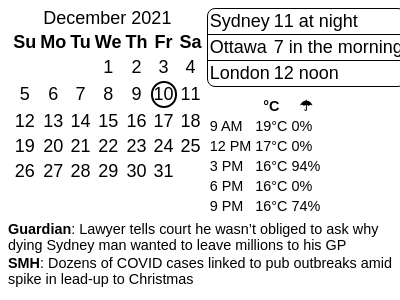 December 2021
Su Mo Tu We Th Fr Sa
1 2 3 4
5 6 7 8 9 10 11
12 13 14 15 16 17 18
19 20 21 22 23 24 25
26 27 28 29 30 31
Sydney 11 at night
Ottawa 7 in the morning
London 12 noon
°C ☂
9 AM 19°C 0%
12 PM 17°C 0%
3 PM 16°C 94%
6 PM 16°C 0%
9 PM 16°C 74%
Guardian: Lawyer tells court he wasn’t obliged to ask why
dying Sydney man wanted to leave millions to his GP
SMH: Dozens of COVID cases linked to pub outbreaks amid
spike in lead-up to Christmas